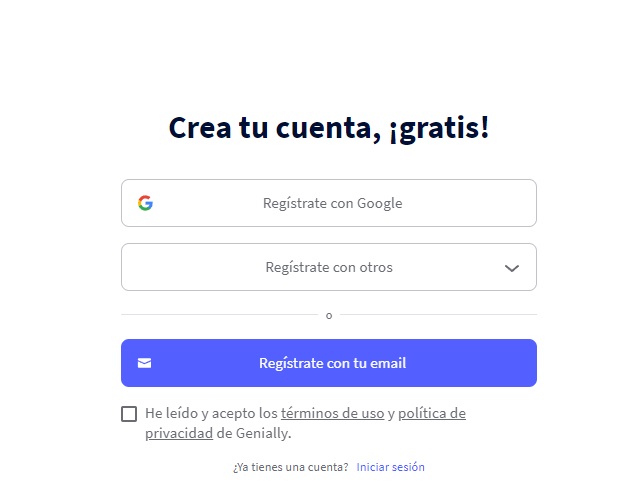 Crea tu cuenta, ¡gratis!
Regístrate con Google
Regístrate con otros
o
Regístrate con tu email
He leído y acepto los términos de uso y política de
privacidad de Genially.
¿Ya tienes una cuenta? Iniciar sesión